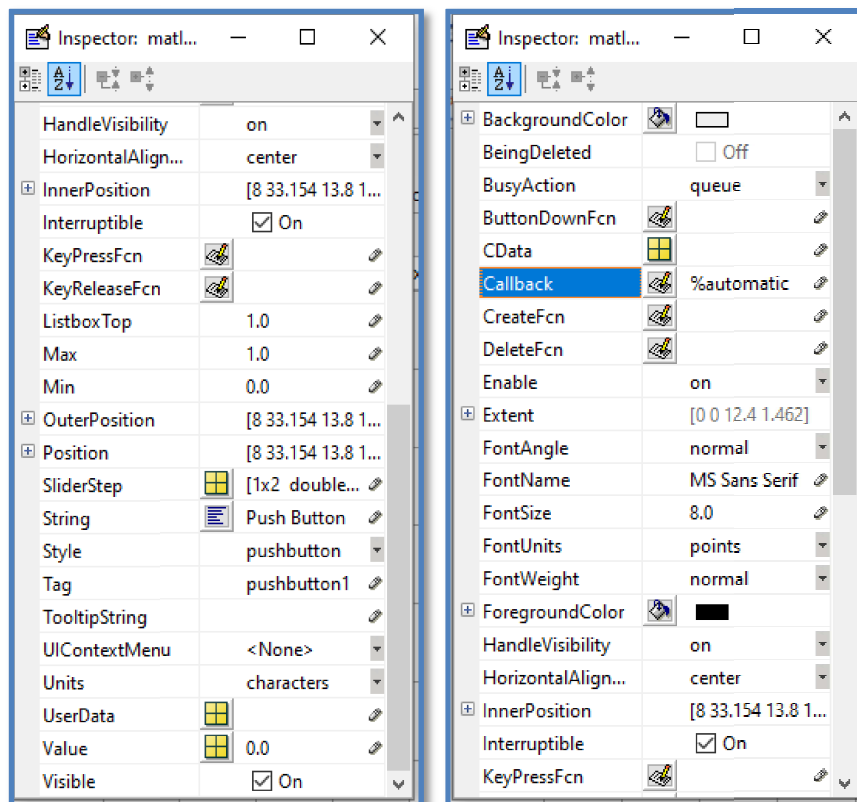 Inspector: matl...
HandleVisibility on
HorizontalAlign... center
InnerPosition [8 33.154 13.8 1...
Interruptible On
KeyPressFcn
KeyReleaseFcn
ListboxTop 1.0
Max 1.0
Min 0.0
OuterPosition [8 33.154 13.8 1...
Position [8 33.154 13.8 1...
SliderStep [1x2 double...
String Push Button
Style pushbutton
Tag pushbutton1
TooltipString
UIContextMenu <None>
Units characters
UserData
Value 0.0
Visible On
Inspector: matl...
BackgroundColor
BeingDeleted Off
BusyAction queue
ButtonDownFcn
CData
Callback %automatic
CreateFcn
DeleteFcn
Enable on
Extent [0 0 12.4 1.462]
FontAngle normal
FontName MS Sans Serif
FontSize 8.0
FontUnits points
FontWeight normal
ForegroundColor
HandleVisibility on
HorizontalAlign... center
InnerPosition [8 33.154 13.8 1...
Interruptible On
KeyPressFcn